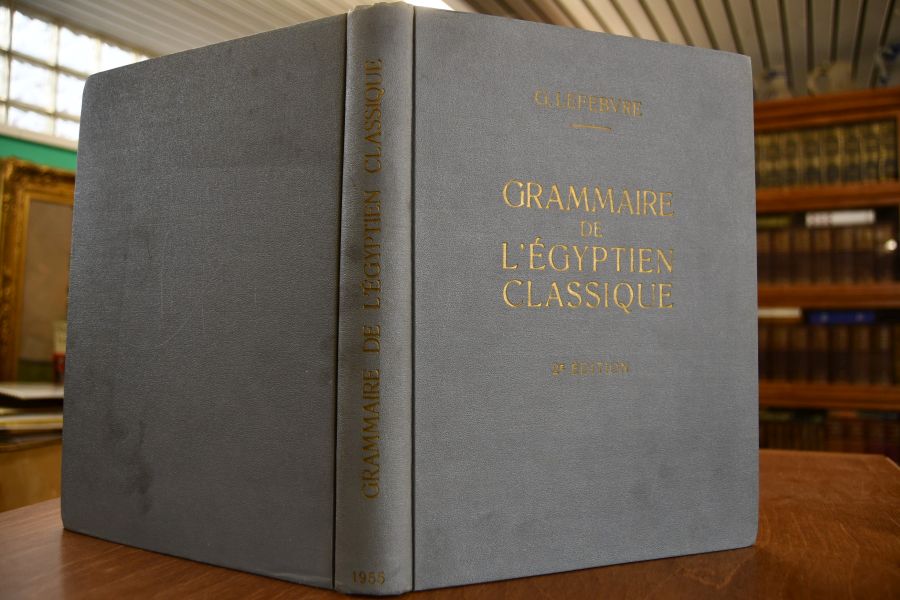 G. LEFEBVRE
GRAMMAIRE
DE
L'ÉGYPTIEN
CLASSIQUE
2e ÉDITION
GRAMMAIRE DE L'ÉGYPTIEN CLASSIQUE
1955